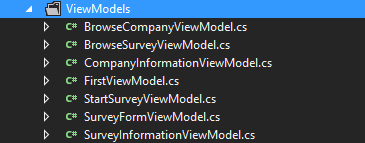 ViewModels
C# BrowseCompanyViewModel.cs
C# BrowseSurveyViewModel.cs
C# CompanyInformationViewModel.cs
C# FirstViewModel.cs
C# StartSurveyViewModel.cs
C# SurveyFormViewModel.cs
C# SurveyInformationViewModel.cs